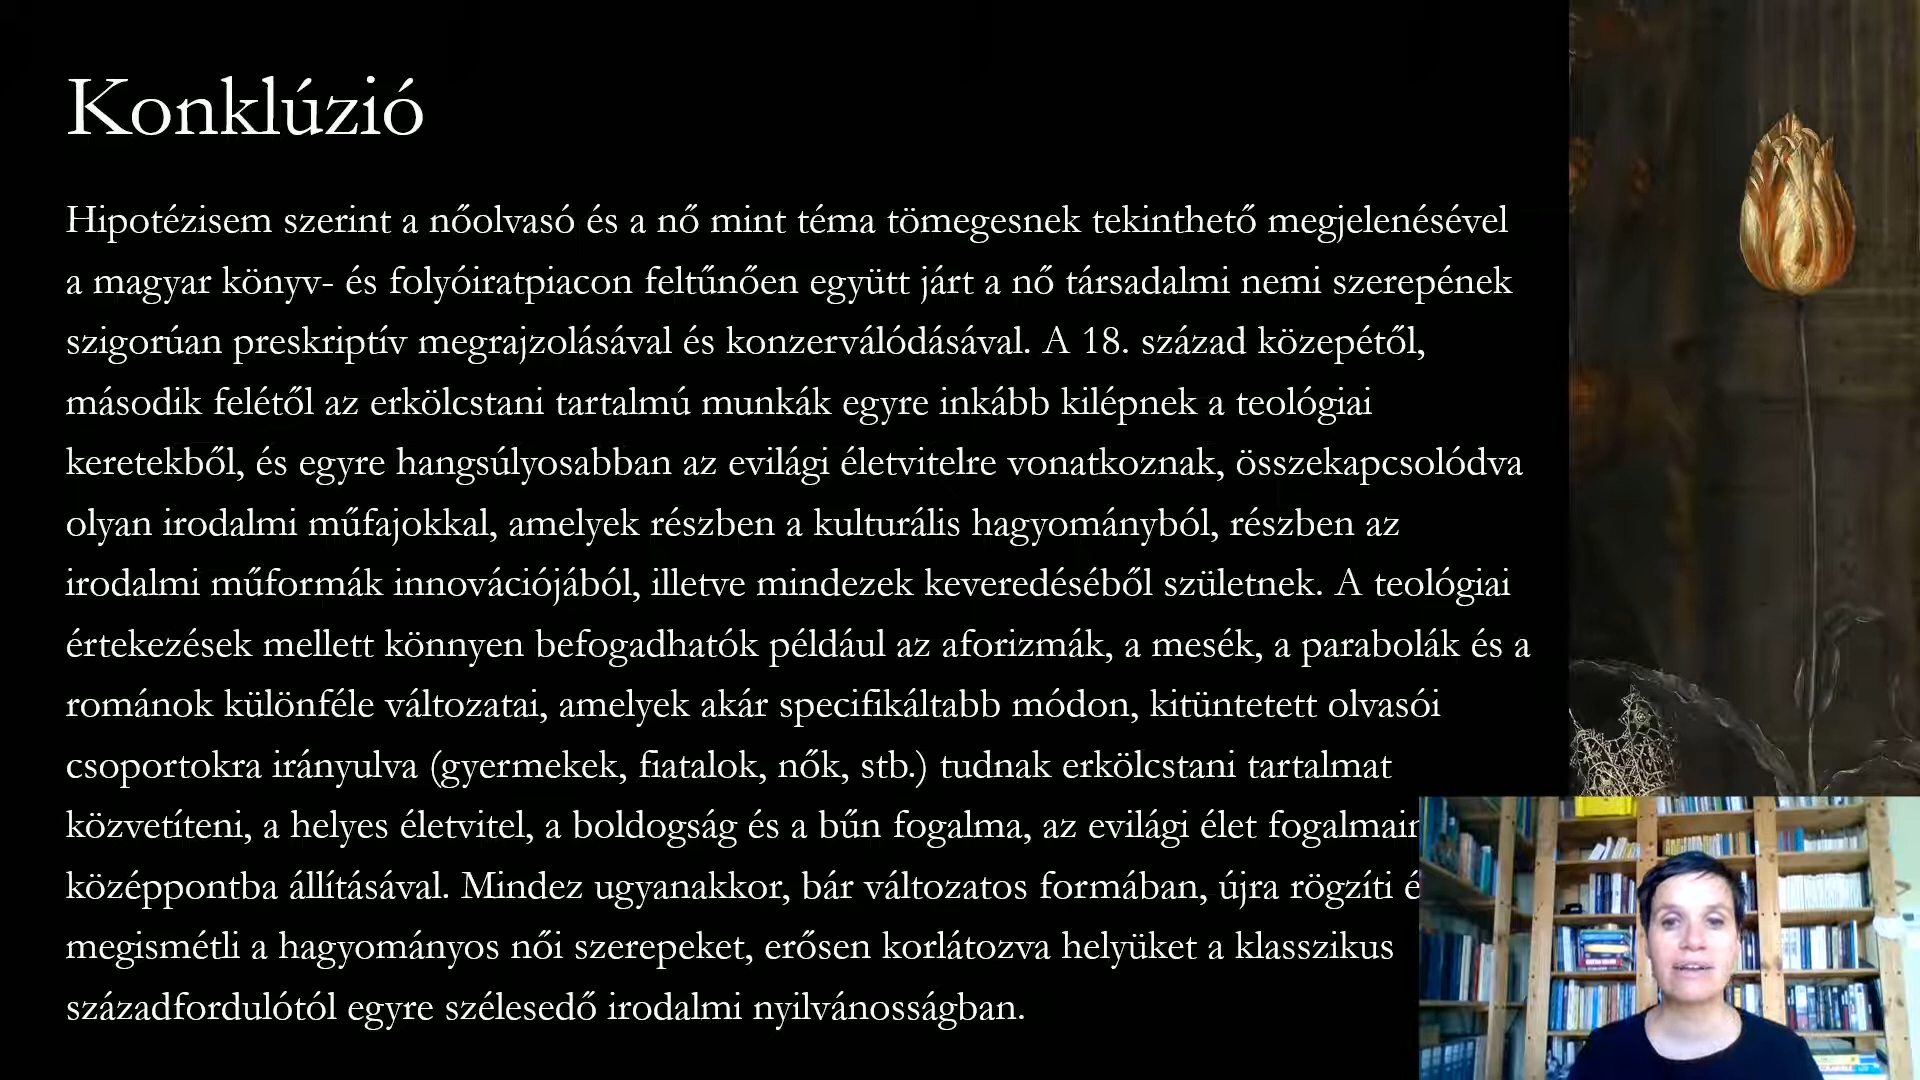 Konklúzió
Hipotézisem szerint a nőolvasó és a nő mint téma tömegesnek tekinthető megjelenésével
a magyar könyv- és folyóiratpiacon feltűnően együtt járt a nő társadalmi nemi szerepének
szigorúan preskriptív megrajzolásával és konzerválódásával. A 18. század közepétől,
második felétől az erkölcstani tartalmú munkák egyre inkább kilépnek a teológiai
keretekből, és egyre hangsúlyosabban az evilági életvitelre vonatkoznak, összekapcsolódva
olyan irodalmi műfajokkal, amelyek részben a kulturális hagyományból, részben az
irodalmi műformák innovációjából, illetve mindezek keveredéséből születnek. A teológiai
értekezések mellett könnyen befogadhatók például az aforizmák, a mesék, a parabolák és a
románok különféle változatai, amelyek akár specifikáltabb módon, kitüntetett olvasói
csoportokra irányulva (gyermekek, fiatalok, nők, stb.) tudnak erkölcstani tartalmat
közvetíteni, a helyes életvitel, a boldogság és a bűn fogalma, az evilági élet
középpontba állításával. Mindez ugyanakkor, bár változatos formában, újra rögzíti
megismétli a hagyományos női szerepeket, erősen korlátozva helyüket a klasszikus
századfordulótól egyre szélesedő irodalmi nyilvánosságban.